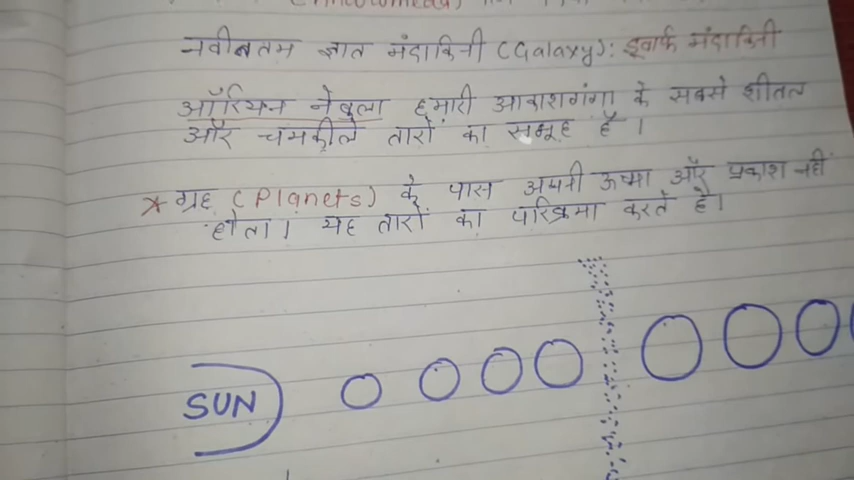 नवीनतम ज्ञात मंदाकिनी (Galaxy): ड्वार्फ मंदाकिनी
ऑरियन नेबुला हमारी आकाशगंगा के सबसे शीतल
और चमकीले तारों का समूह है।
* ग्रह (Planets) के पास अपनी ऊष्मा और प्रकाश नहीं
होता। यह तारों का परिक्रमा करते है।
SUN